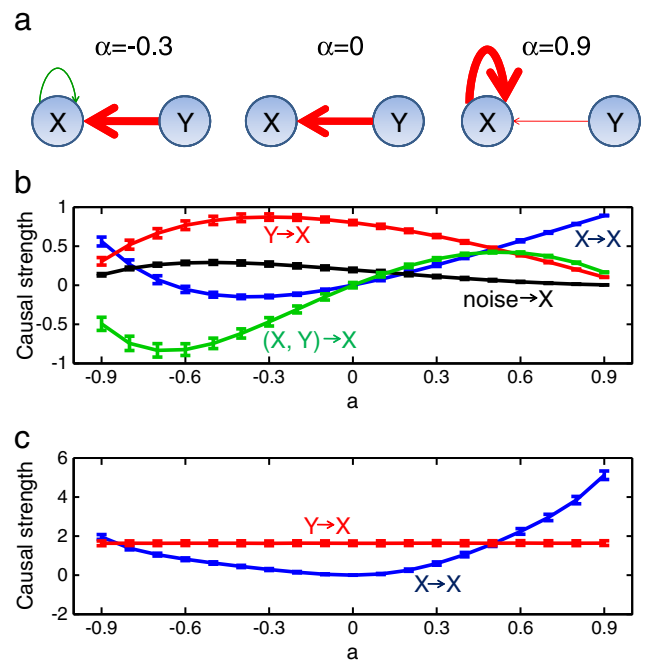 a
α=-0.3 α=0 α=0.9
X Y X Y X Y
b
1
0.5
0
-0.5
-1
Causal strength
Y→X
X→X
noise→X
(X, Y)→X
-0.9 -0.6 -0.3 0 0.3 0.6 0.9
a
c
6
4
2
0
-2
Causal strength
Y→X
X→X
-0.9 -0.6 -0.3 0 0.3 0.6 0.9
a